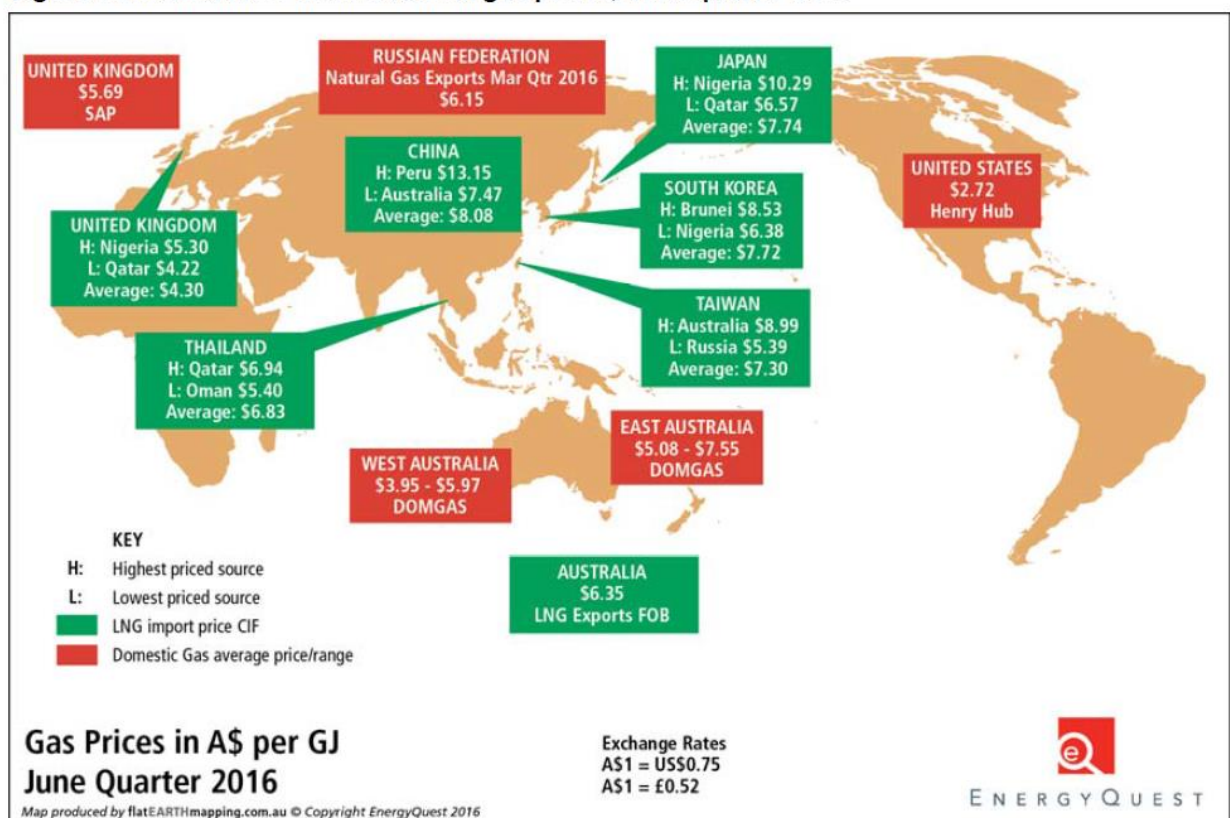 UNITED KINGDOM
$5.69
SAP
RUSSIAN FEDERATION
Natural Gas Exports Mar Qtr 2016
$6.15
JAPAN
H: Nigeria $10.29
L: Qatar $6.57
Average: $7.74
CHINA
H: Peru $13.15
L: Australia $7.47
Average: $8.08
UNITED STATES
$2.72
Henry Hub
SOUTH KOREA
H: Brunei $8.53
L: Nigeria $6.38
Average: $7.72
UNITED KINGDOM
H: Nigeria $5.30
L: Qatar $4.22
Average: $4.30
TAIWAN
H: Australia $8.99
L: Russia $5.39
Average: $7.30
THAILAND
H: Qatar $6.94
L: Oman $5.40
Average: $6.83
EAST AUSTRALIA
$5.08 - $7.55
DOMGAS
WEST AUSTRALIA
$3.95 - $5.97
DOMGAS
AUSTRALIA
$6.35
LNG Exports FOB
KEY
H: Highest priced source
L: Lowest priced source
LNG import price CIF
Domestic Gas average price/range
Gas Prices in A$ per GJ
June Quarter 2016
Map produced by flatEARTHmapping.com.au © Copyright EnergyQuest 2016
Exchange Rates
A$1 = US$0.75
A$1 = £0.52
e
ENERGYQUEST